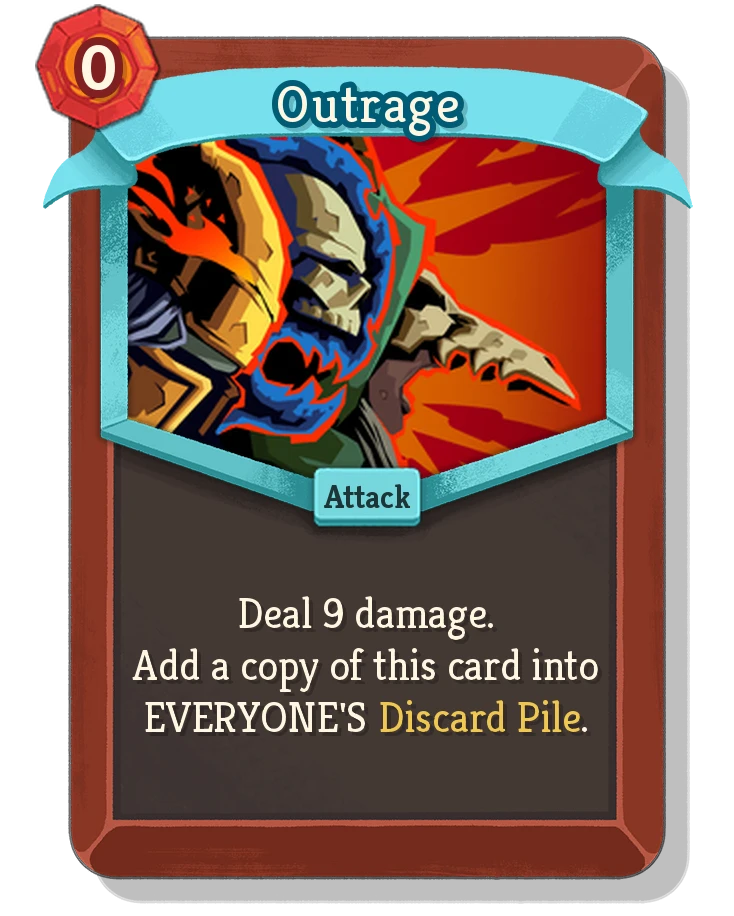 0
Outrage
Attack
Deal 9 damage.
Add a copy of this card into
EVERYONE'S Discard Pile.